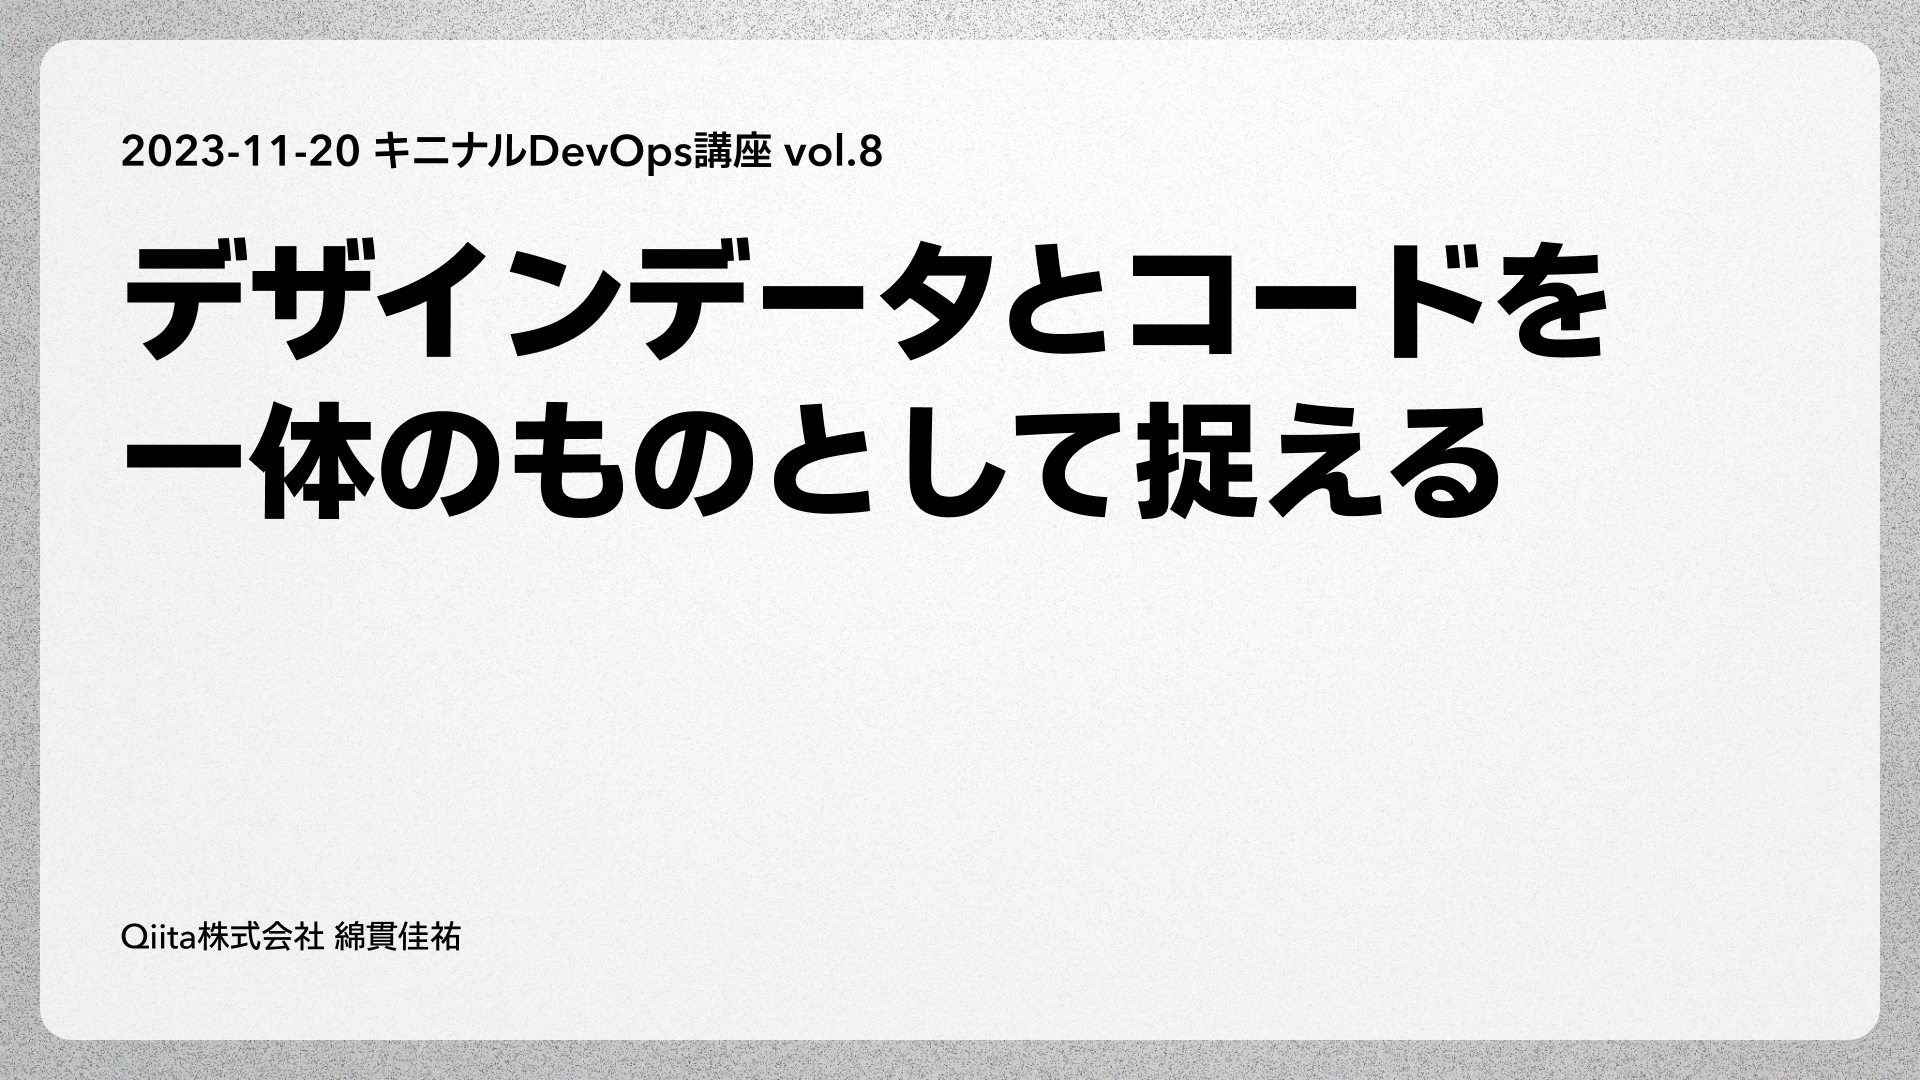 2023-11-20 キニナルDevOps講座 vol.8
デザインデータとコードを
一体のものとして捉える
Qiita株式会社 綿貫佳祐